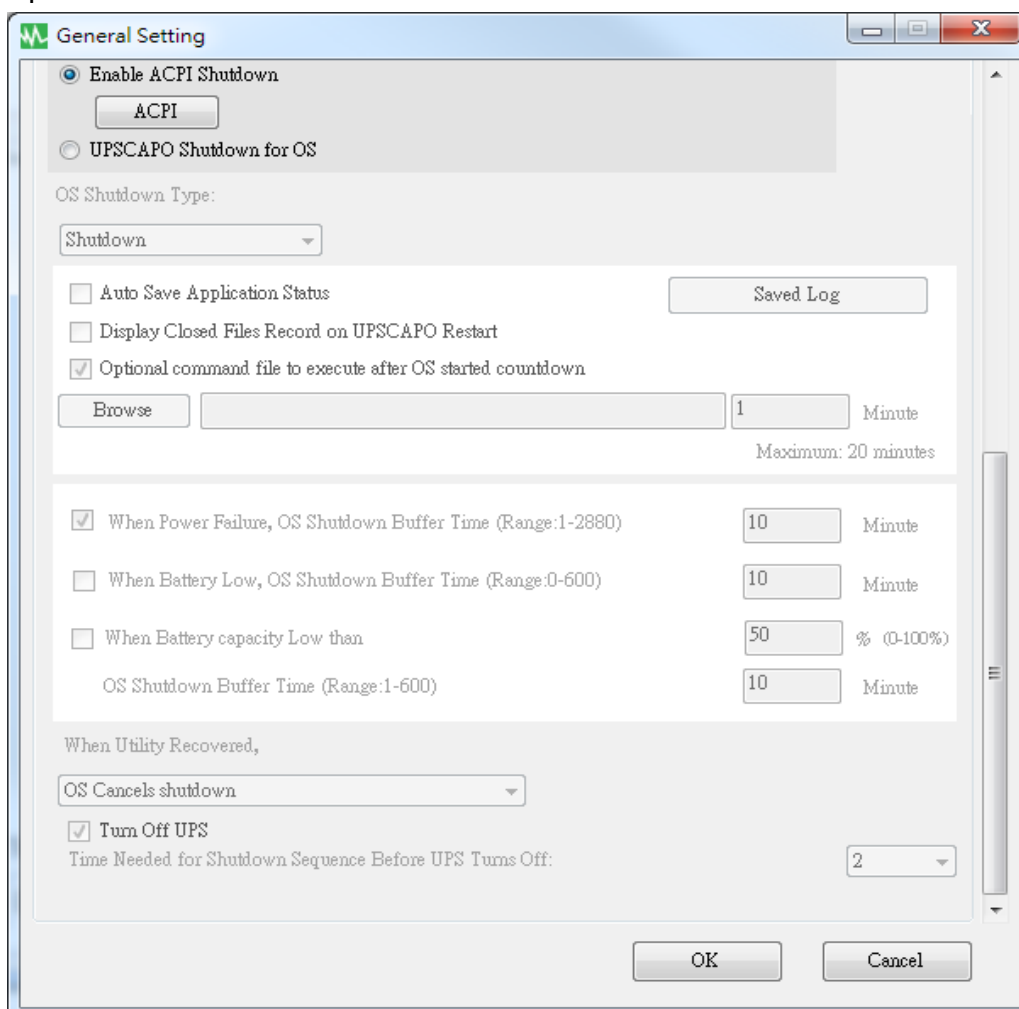 General Setting
Enable ACPI Shutdown
ACPI
UPSCAPO Shutdown for OS
OS Shutdown Type:
Shutdown
Auto Save Application Status
Saved Log
Display Closed Files Record on UPSCAPO Restart
Optional command file to execute after OS started countdown
Browse 1 Minute
Maximum: 20 minutes
When Power Failure, OS Shutdown Buffer Time (Range:1-2880) 10 Minute
When Battery Low, OS Shutdown Buffer Time (Range:0-600) 10 Minute
When Battery capacity Low than 50 % (0-100%)
OS Shutdown Buffer Time (Range:1-600) 10 Minute
When Utility Recovered,
OS Cancels shutdown
Turn Off UPS
Time Needed for Shutdown Sequence Before UPS Turns Off: 2
OK Cancel